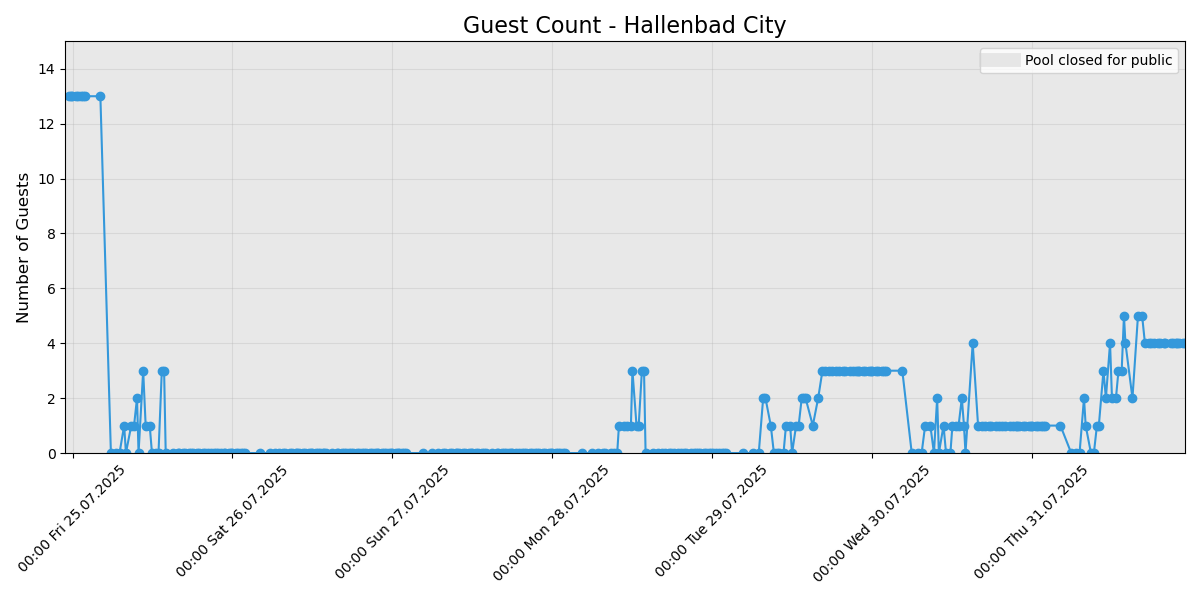 Guest Count - Hallenbad City
Pool closed for public
Number of Guests
14
12
10
8
6
4
2
0
00:00 Fri 25.07.2025
00:00 Sat 26.07.2025
00:00 Sun 27.07.2025
00:00 Mon 28.07.2025
00:00 Tue 29.07.2025
00:00 Wed 30.07.2025
00:00 Thu 31.07.2025